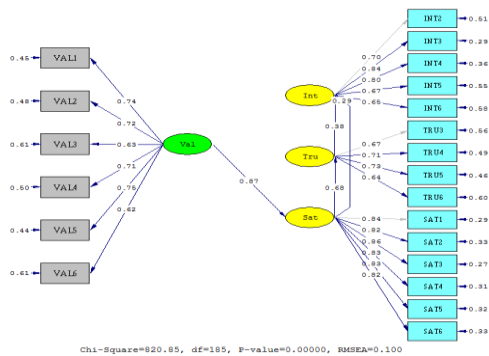 INT2
0.51
INT3
0.29
0.45
VAL1
0.70
INT4
0.36
0.84
0.80
INT5
0.55
0.67
Int
0.29
0.65
0.48
VAL2
0.74
INT6
0.58
0.72
0.38
TRU3
0.56
0.61
VAL3
0.63
Val
0.67
Tru
0.71
TRU4
0.49
0.71
0.73
TRU5
0.46
0.50
VAL4
0.64
0.87
0.68
TRU6
0.60
0.75
0.62
Sat
0.84
SAT1
0.29
0.44
VAL5
0.82
0.86
SAT2
0.33
0.83
SAT3
0.27
0.83
0.61
VAL6
0.82
SAT4
0.31
SAT5
0.32
SAT6
0.33
Chi-Square=820.85, df=185, P-value=0.00000, RMSEA=0.100